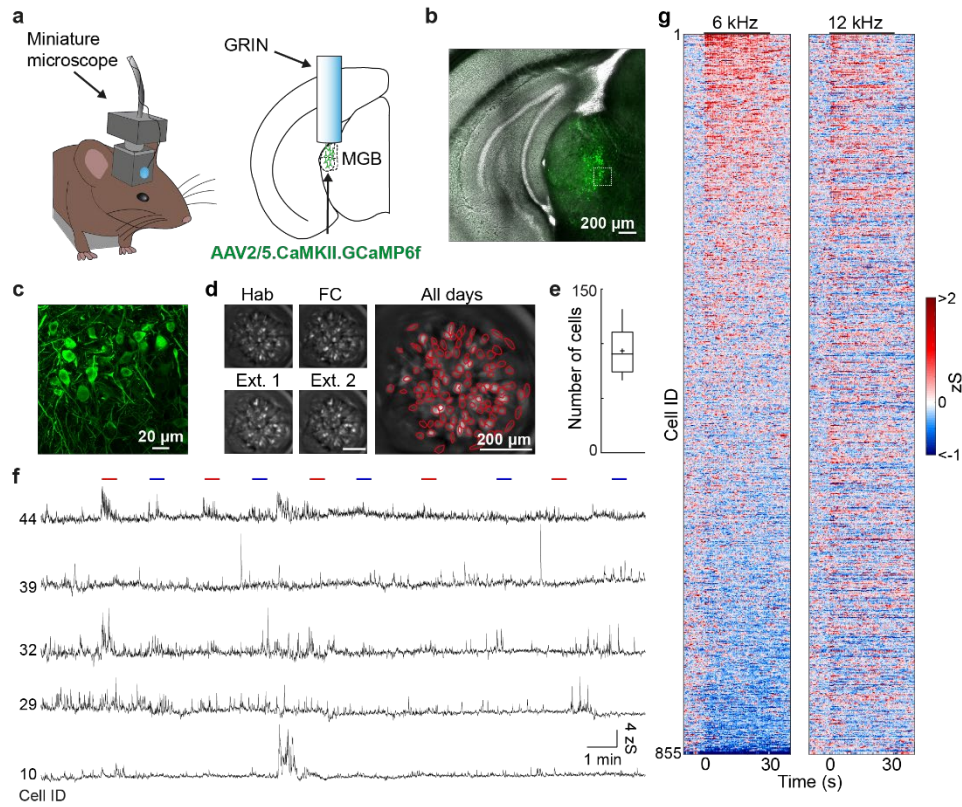 a
Miniature
microscope
GRIN
MGB
AAV2/5.CaMKII.GCaMP6f
b
200 µm
c
20 µm
d
Hab
FC
All days
Ext. 1
Ext. 2
200 µm
e
150
Number of cells
0
f
44
39
32
29
10
Cell ID
4 zS
1 min
g
6 kHz
12 kHz
1
Cell ID
855
0
30
0
30
Time (s)
>2
zS
0
<-1